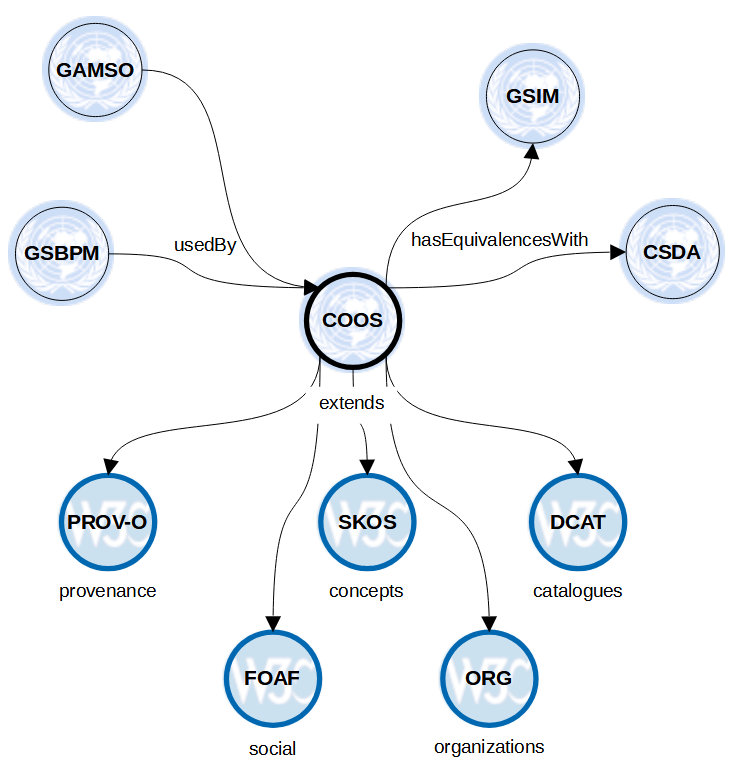 GAMSO
GSIM
GSBPM
usedBy
hasEquivalencesWith
CSDA
COOS
extends
PROV-O
SKOS
DCAT
provenance
concepts
catalogues
FOAF
ORG
social
organizations